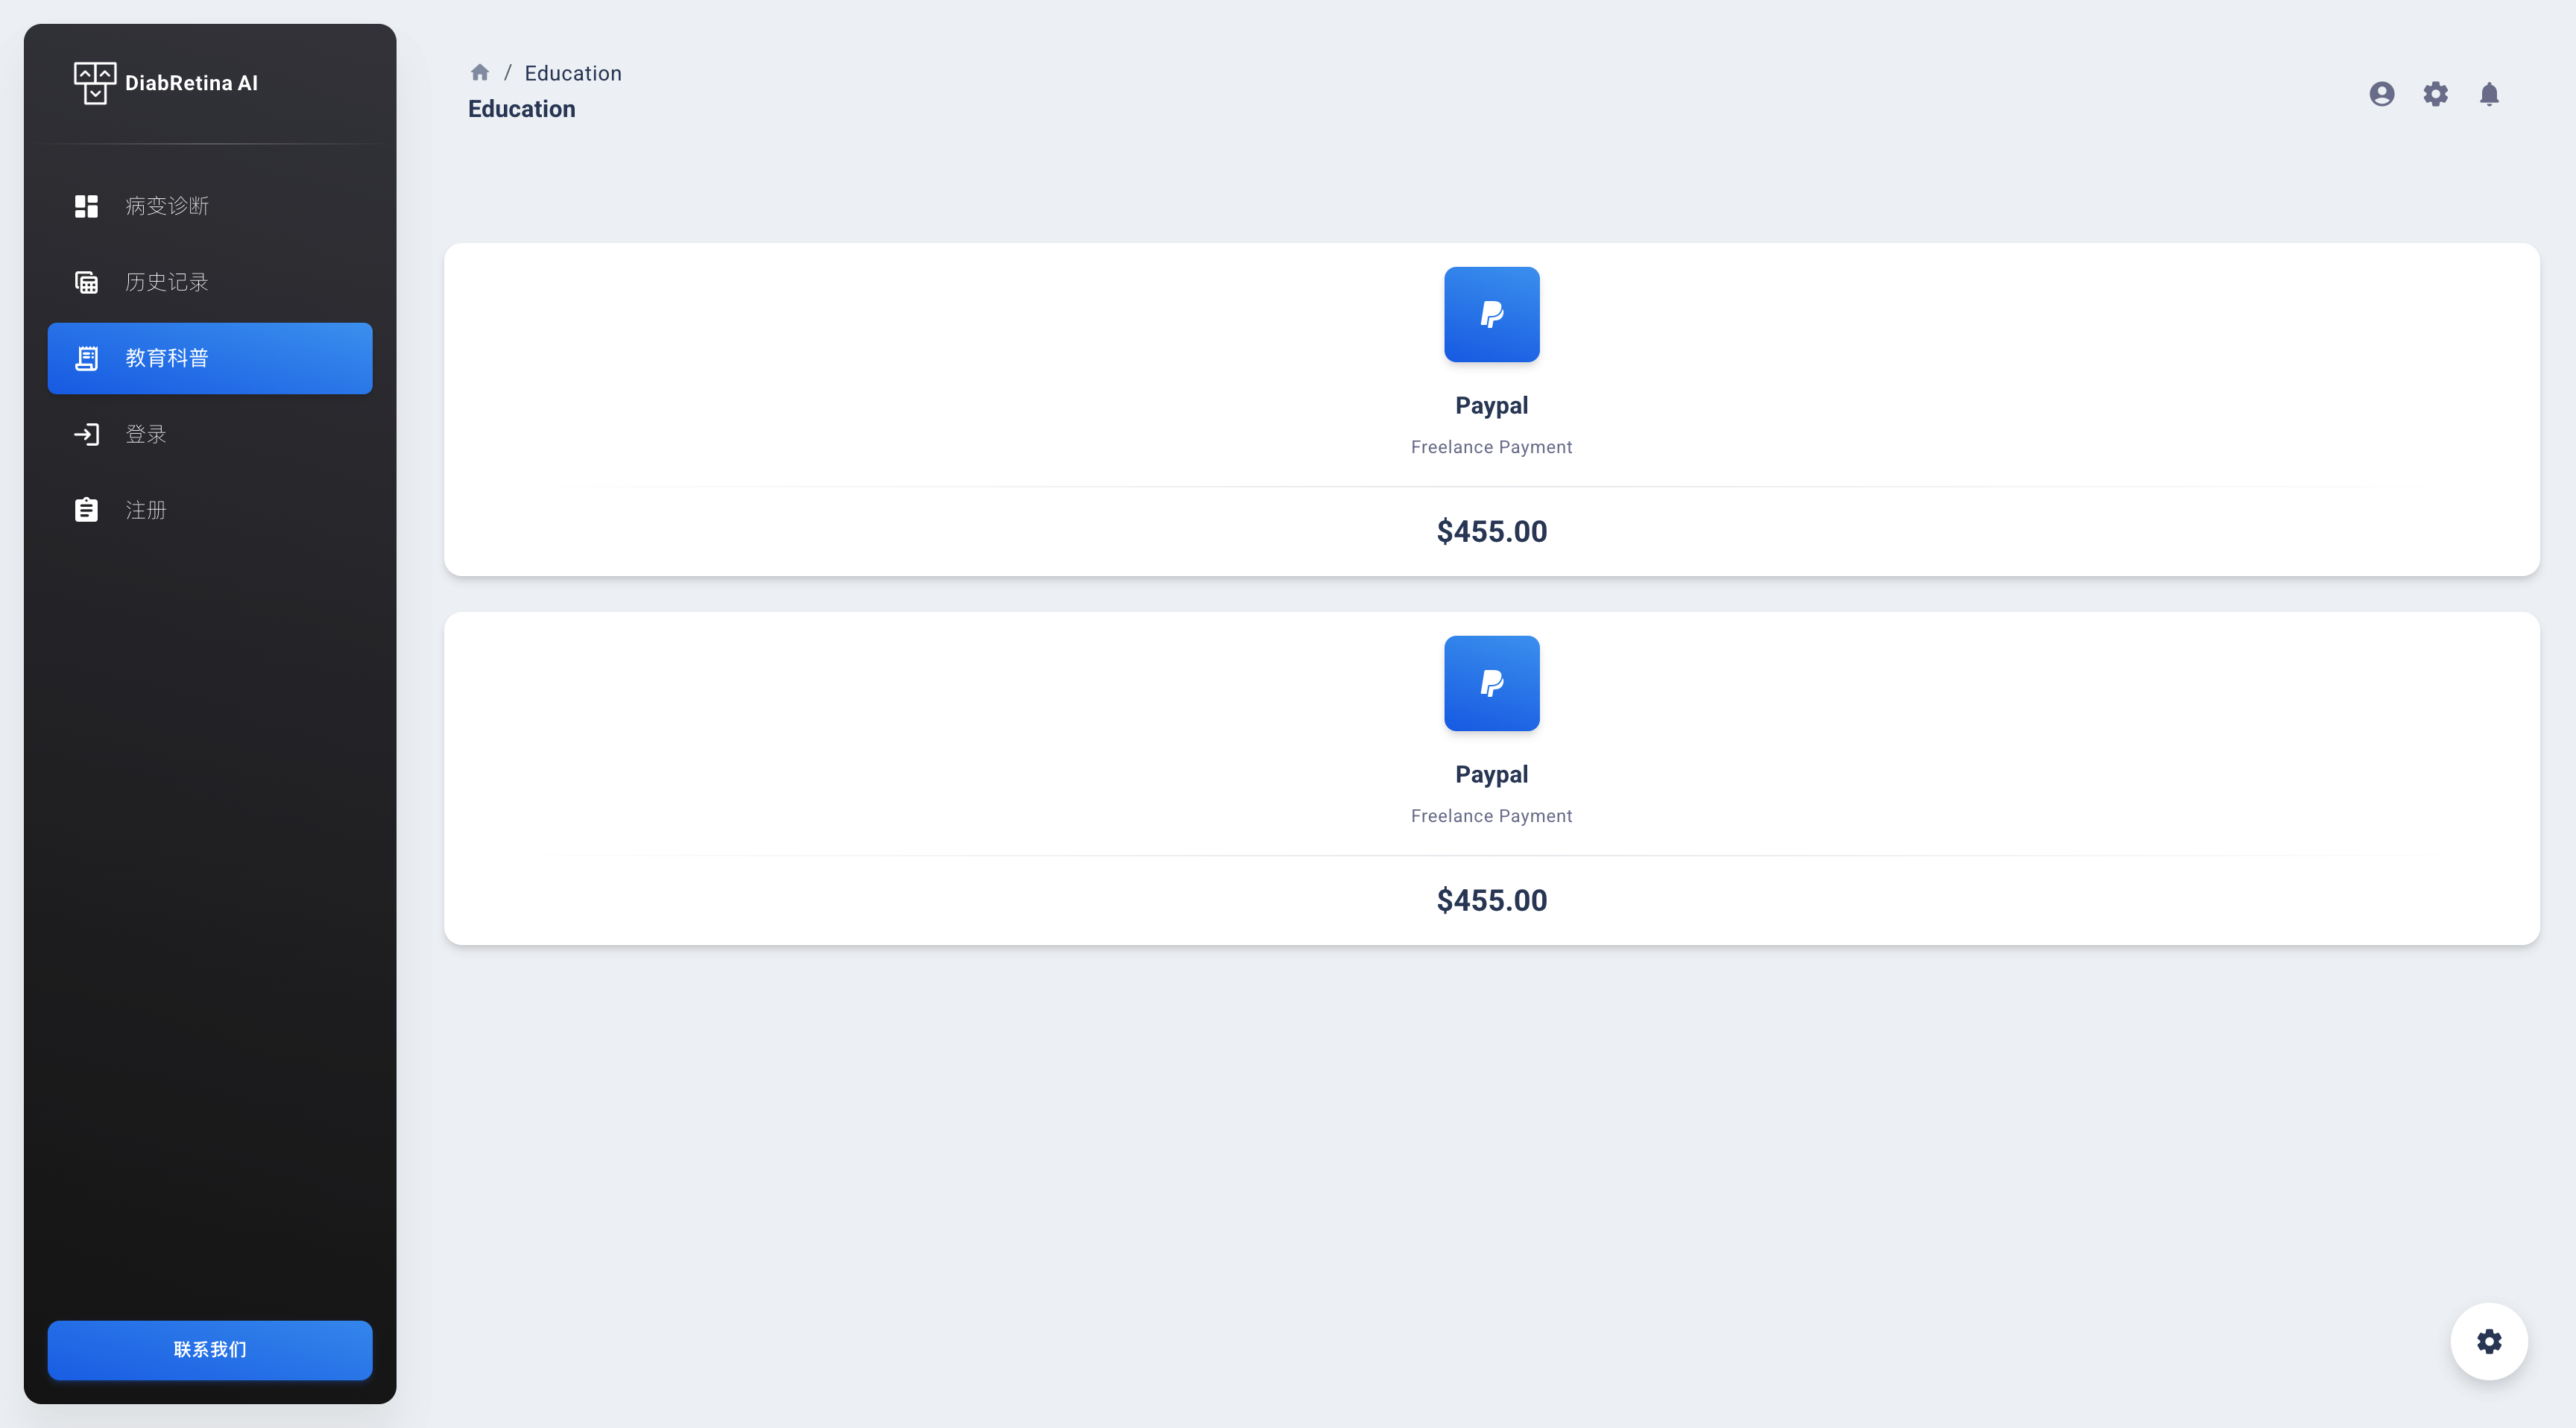 DiabRetina AI
病变诊断
历史记录
教育科普
登录
注册
联系我们
/ Education
Education
Paypal
Freelance Payment
$455.00
Paypal
Freelance Payment
$455.00